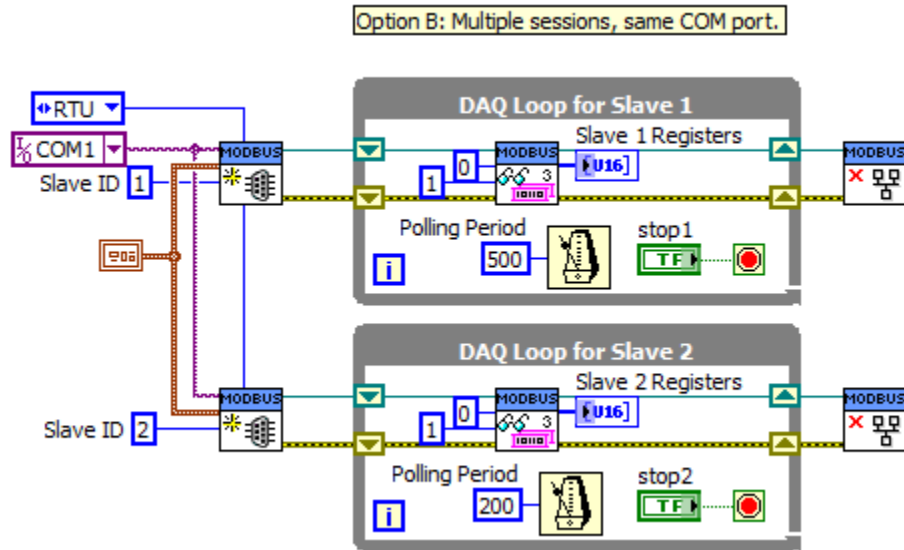 Option B: Multiple sessions, same COM port.
RTU
COM1
Slave ID 1
MODBUS
DAQ Loop for Slave 1
MODBUS
0
1
3
Slave 1 Registers
[U16]
MODBUS
Polling Period
500
stop1
TF
i
DAQ Loop for Slave 2
MODBUS
Slave ID 2
MODBUS
0
1
3
Slave 2 Registers
[U16]
MODBUS
Polling Period
200
stop2
TF
i